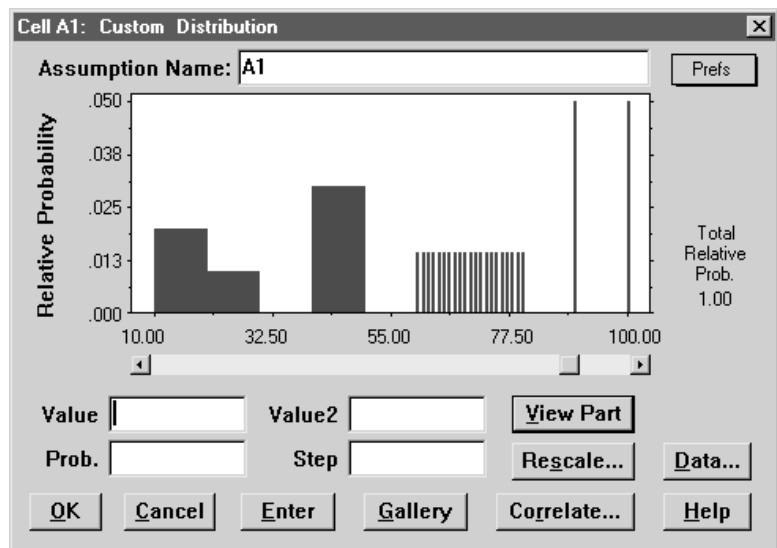 Cell A1: Custom Distribution
Assumption Name: A1
Prefs
Relative Probability
.050
.038
.025
.013
.000
10.00 32.50 55.00 77.50 100.00
Total
Relative
Prob.
1.00
Value Value2 View Part
Prob. Step Rescale... Data...
OK Cancel Enter Gallery Correlate... Help